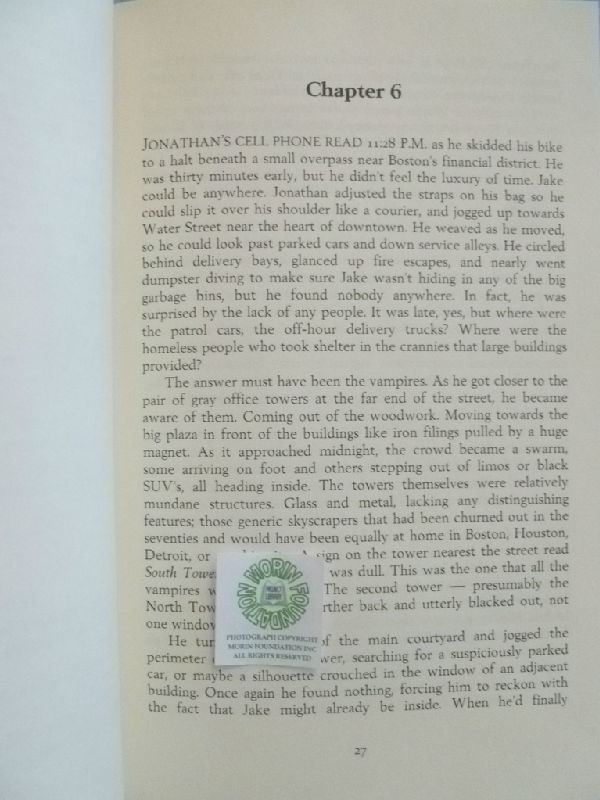 Chapter 6
JONATHAN'S CELL PHONE READ 11:28 P.M. as he skidded his bike
to a halt beneath a small overpass near Boston's financial district. He
was thirty minutes early, but he didn't feel the luxury of time. Jake
could be anywhere. Jonathan adjusted the straps on his bag so he
could slip it over his shoulder like a courier, and jogged up towards
Water Street near the heart of downtown. He weaved as he moved,
so he could look past parked cars and down service alleys. He circled
behind delivery bays, glanced up fire escapes, and nearly went
dumpster diving to make sure Jake wasn't hiding in any of the big
garbage bins, but he found nobody anywhere. In fact, he was
surprised by the lack of any people. It was late, yes, but where were
the patrol cars, the off-hour delivery trucks? Where were the
homeless people who took shelter in the crannies that large buildings
provided?
The answer must have been the vampires. As he got closer to the
pair of gray office towers at the far end of the street, he became
aware of them. Coming out of the woodwork. Moving towards the
big plaza in front of the buildings like iron filings pulled by a huge
magnet. As it approached midnight, the crowd became a swarm,
some arriving on foot and others stepping out of limos or black
SUV's, all heading inside. The towers themselves were relatively
mundane structures. Glass and metal, lacking any distinguishing
features; those generic skyscrapers that had been churned out in the
seventies and would have been equally at home in Boston, Houston,
Detroit, or sign on the tower nearest the street read
South was dull. This was the one that all the
vampires The second tower — presumably the
North back and utterly blacked out, not
one
He of the main courtyard and jogged the
perimeter searching for a suspiciously parked
car, or maybe a silhouette crouched in the window of an adjacent
building. Once again he found nothing, forcing him to reckon with
the fact that Jake might already be inside. When he'd finally
MORIN FOUNDATION
PHOTOGRAPH COPYRIGHT
MORIN FOUNDATION INC
ALL RIGHTS RESERVED
27